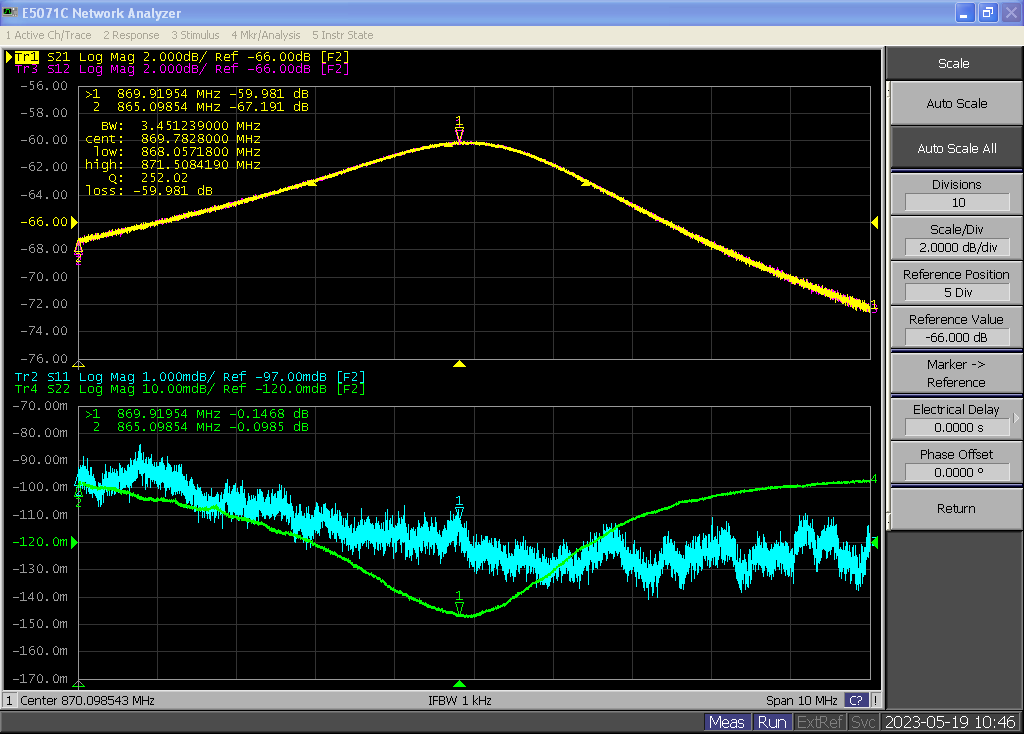 E5071C Network Analyzer
1 Active Ch/Trace 2 Response 3 Stimulus 4 Mkr/Analysis 5 Instr State
Tr1 S21 Log Mag 2.000dB/ Ref -66.00dB [F2]
Tr3 S12 Log Mag 2.000dB/ Ref -66.00dB [F2]
-56.00
>1 869.91954 MHz -59.981 dB
2 865.09854 MHz -67.191 dB
-58.00
BW: 3.451239000 MHz
cent: 869.7828000 MHz
low: 868.0571800 MHz
high: 871.5084190 MHz
Q: 252.02
loss: -59.981 dB
1
-60.00
-62.00
-64.00
-66.00
-68.00
2
-70.00
-72.00
1
-74.00
-76.00
Tr2 S11 Log Mag 1.000mdB/ Ref -97.00mdB [F2]
Tr4 S22 Log Mag 10.00mdB/ Ref -120.0mdB [F2]
-70.00m
>1 869.91954 MHz -0.1468 dB
2 865.09854 MHz -0.0985 dB
-80.00m
-90.00m
-100.0m
4
2
1
-110.0m
-120.0m
2
-130.0m
-140.0m
1
-150.0m
-160.0m
-170.0m
1 Center 870.098543 MHz
IFBW 1 kHz
Span 10 MHz C? !
Scale
Auto Scale
Auto Scale All
Divisions
10
Scale/Div
2.0000 dB/div
Reference Position
5 Div
Reference Value
-66.000 dB
Marker ->
Reference
Electrical Delay
0.0000 s
Phase Offset
0.0000 °
Return
Meas Run ExtRef Svc 2023-05-19 10:46